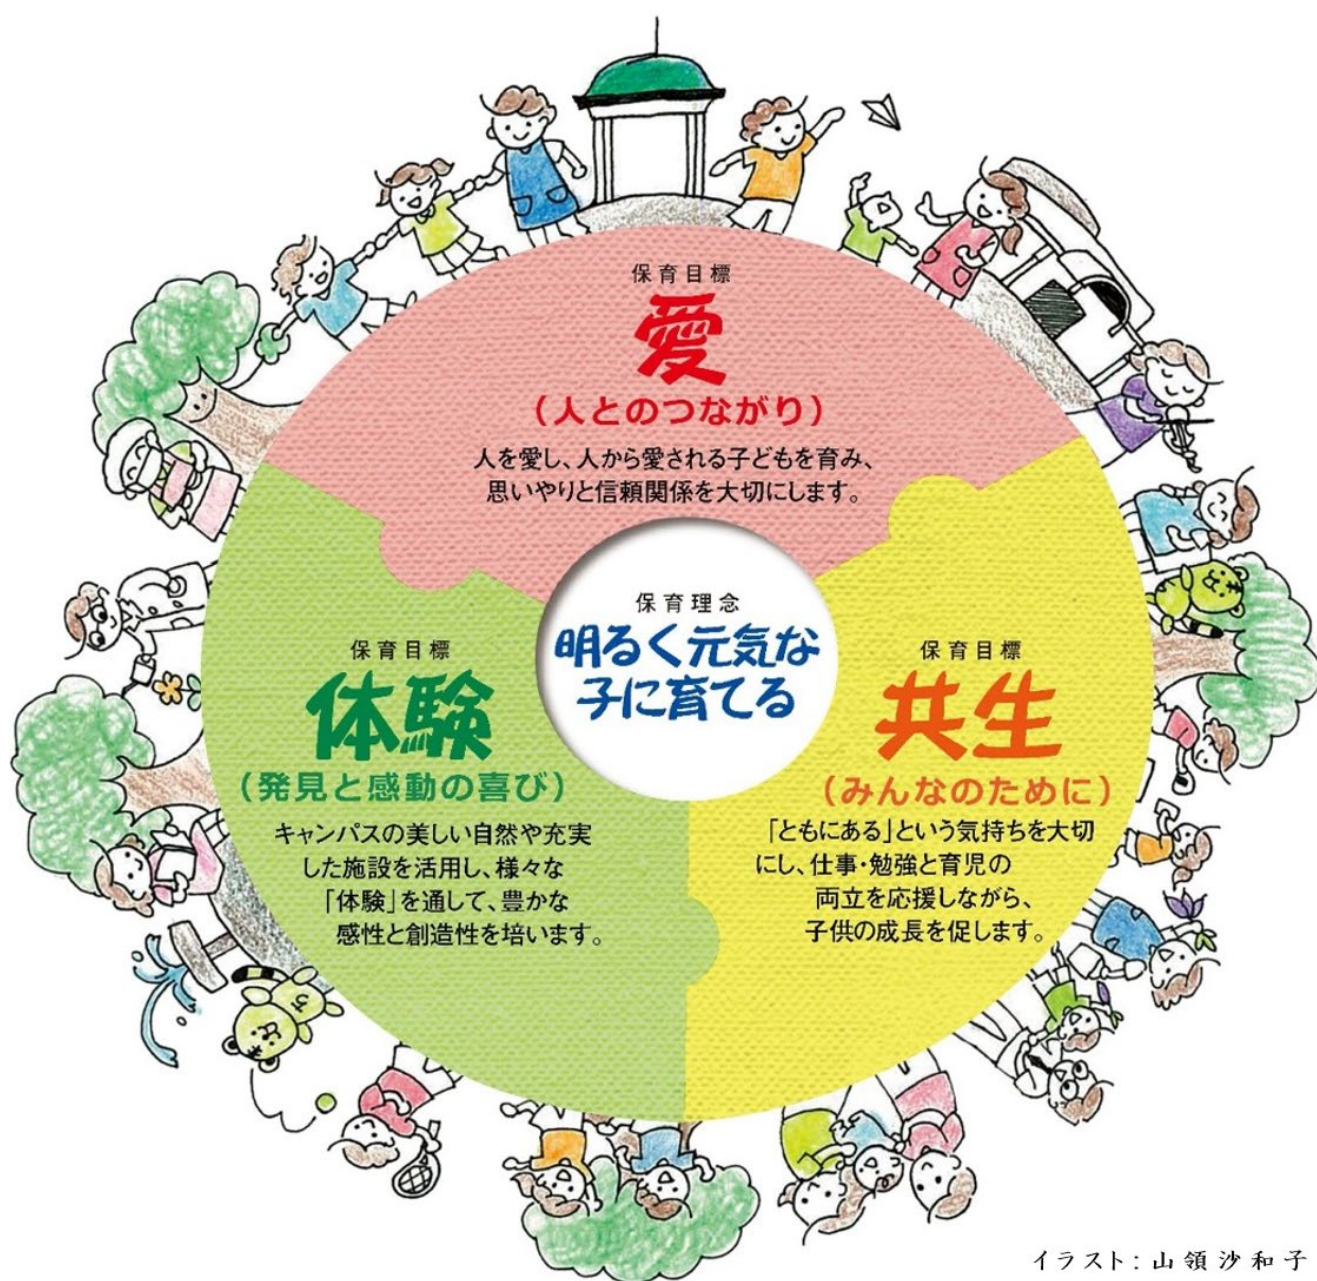 保育目標
愛
(人とのつながり)
人を愛し、人から愛される子どもを育み、
思いやりと信頼関係を大切にします。
保育理念
明るく元気な
子に育てる
保育目標
体験
(発見と感動の喜び)
キャンパスの美しい自然や充実
した施設を活用し、様々な
「体験」を通して、豊かな
感性と創造性を培います。
保育目標
共生
(みんなのために)
「ともにある」という気持ちを大切
にし、仕事・勉強と育児の
両立を応援しながら、
子供の成長を促します。
イラスト:山領沙和子